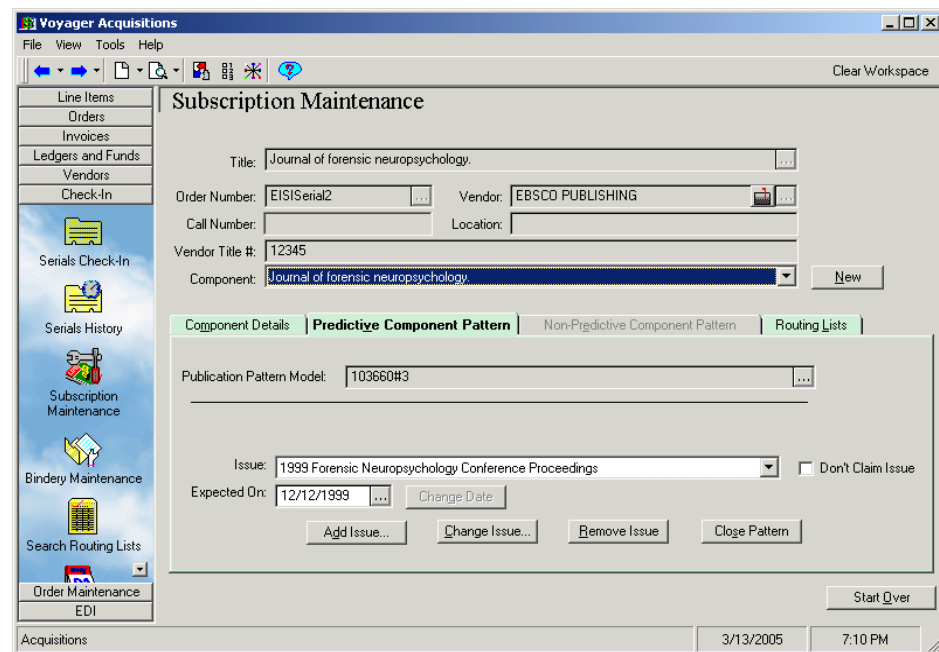 Voyager Acquisitions
File View Tools Help
Clear Workspace
Line Items
Orders
Invoices
Ledgers and Funds
Vendors
Check-In
Serials Check-In
Serials History
Subscription
Maintenance
Bindery Maintenance
Search Routing Lists
Order Maintenance
EDI
Subscription Maintenance
Title: Journal of forensic neuropsychology. ...
Order Number: EISISerial2 ... Vendor: EBSCO PUBLISHING ...
Call Number: Location:
Vendor Title #: 12345
Component: Journal of forensic neuropsychology. New
Component Details Predictive Component Pattern Non-Predictive Component Pattern Routing Lists
Publication Pattern Model: 103660#3 ...
Issue: 1999 Forensic Neuropsychology Conference Proceedings Don't Claim Issue
Expected On: 12/12/1999 ... Change Date
Add Issue... Change Issue... Remove Issue Close Pattern
Start Over
Acquisitions 3/13/2005 7:10 PM